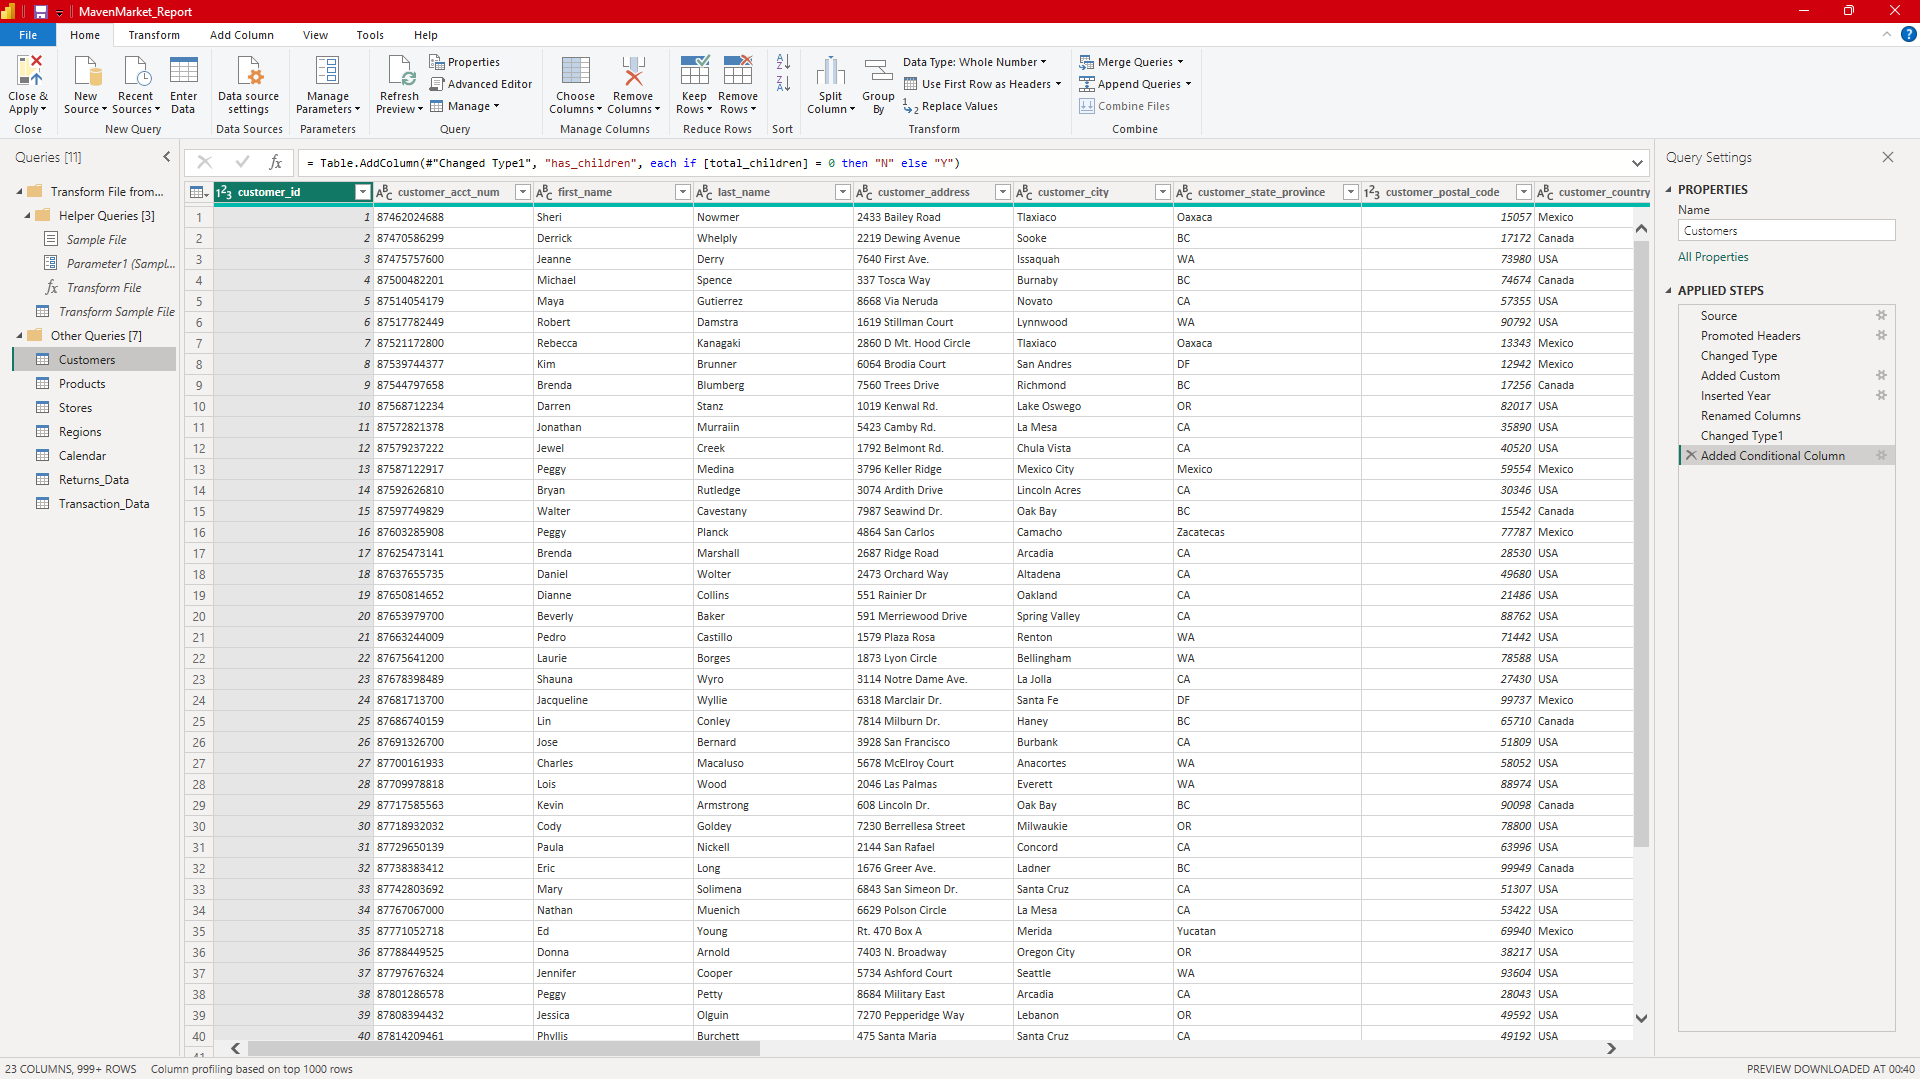 MavenMarket_Report
File Home Transform Add Column View Tools Help
Close & Apply
New Source
Recent Sources
Enter Data
Data source settings
Manage Parameters
Refresh Preview
Properties
Advanced Editor
Manage
Choose Columns
Remove Columns
Keep Rows
Remove Rows
Split Column
Group By
Data Type: Whole Number
Use First Row as Headers
Replace Values
Merge Queries
Append Queries
Combine Files
Close New Query Data Sources Parameters Query Manage Columns Reduce Rows Sort Transform Combine
Queries [11]
Transform File from...
Helper Queries [3]
Sample File
Parameter1 (Sampl...
Transform File
Transform Sample File
Other Queries [7]
Customers
Products
Stores
Regions
Calendar
Returns_Data
Transaction_Data
fx = Table.AddColumn(#"Changed Type1", "has_children", each if [total_children] = 0 then "N" else "Y")
customer_id customer_acct_num first_name last_name customer_address customer_city customer_state_province customer_postal_code customer_country
1 1 87462024688 Sheri Nowmer 2433 Bailey Road Tlaxiaco Oaxaca 15057 Mexico
2 2 87470586299 Derrick Whelply 2219 Dewing Avenue Sooke BC 17172 Canada
3 3 87475757600 Jeanne Derry 7640 First Ave. Issaquah WA 73980 USA
4 4 87500482201 Michael Spence 337 Tosca Way Burnaby BC 74674 Canada
5 5 87514054179 Maya Gutierrez 8668 Via Neruda Novato CA 57355 USA
6 6 87517782449 Robert Damstra 1619 Stillman Court Lynnwood WA 90792 USA
7 7 87521172800 Rebecca Kanagaki 2860 D Mt. Hood Circle Tlaxiaco Oaxaca 13343 Mexico
8 8 87539744377 Kim Brunner 6064 Brodia Court San Andres DF 12942 Mexico
9 9 87544797658 Brenda Blumberg 7560 Trees Drive Richmond BC 17256 Canada
10 10 87568712234 Darren Stanz 1019 Kenwal Rd. Lake Oswego OR 82017 USA
11 11 87572821378 Jonathan Murraiin 5423 Camby Rd. La Mesa CA 35890 USA
12 12 87579237222 Jewel Creek 1792 Belmont Rd. Chula Vista CA 40520 USA
13 13 87587122917 Peggy Medina 3796 Keller Ridge Mexico City Mexico 59554 Mexico
14 14 87592626810 Bryan Rutledge 3074 Ardith Drive Lincoln Acres CA 30346 USA
15 15 87597749829 Walter Cavestany 7987 Seawind Dr. Oak Bay BC 15542 Canada
16 16 87603285908 Peggy Planck 4864 San Carlos Camacho Zacatecas 77787 Mexico
17 17 87625473141 Brenda Marshall 2687 Ridge Road Arcadia CA 28530 USA
18 18 87637655735 Daniel Wolter 2473 Orchard Way Altadena CA 49680 USA
19 19 87650814652 Dianne Collins 551 Rainier Dr Oakland CA 21486 USA
20 20 87653979700 Beverly Baker 591 Merriewood Drive Spring Valley CA 88762 USA
21 21 87663244009 Pedro Castillo 1579 Plaza Rosa Renton WA 71442 USA
22 22 87675641200 Laurie Borges 1873 Lyon Circle Bellingham WA 78588 USA
23 23 87678398489 Shauna Wyro 3114 Notre Dame Ave. La Jolla CA 27430 USA
24 24 87681713700 Jacqueline Wyllie 6318 Marclair Dr. Santa Fe DF 99737 Mexico
25 25 87686740159 Lin Conley 7814 Milburn Dr. Haney BC 65710 Canada
26 26 87691326700 Jose Bernard 3928 San Francisco Burbank CA 51809 USA
27 27 87700161933 Charles Macaluso 5678 McElroy Court Anacortes WA 58052 USA
28 28 87709978818 Lois Wood 2046 Las Palmas Everett WA 88974 USA
29 29 87717585563 Kevin Armstrong 608 Lincoln Dr. Oak Bay BC 90098 Canada
30 30 87718932032 Cody Goldey 7230 Berrellesa Street Milwaukie OR 78800 USA
31 31 87729650139 Paula Nickell 2144 San Rafael Concord CA 63996 USA
32 32 87738383412 Eric Long 1676 Greer Ave. Ladner BC 99949 Canada
33 33 87742803692 Mary Solimena 6843 San Simeon Dr. Santa Cruz CA 51307 USA
34 34 87767067000 Nathan Muenich 6629 Polson Circle La Mesa CA 53422 USA
35 35 87771052718 Ed Young Rt. 470 Box A Merida Yucatan 69940 Mexico
36 36 87788449525 Donna Arnold 7403 N. Broadway Oregon City OR 38217 USA
37 37 87797676324 Jennifer Cooper 5734 Ashford Court Seattle WA 93604 USA
38 38 87801286578 Peggy Petty 8684 Military East Arcadia CA 28043 USA
39 39 87808394432 Jessica Olguin 7270 Pepperidge Way Lebanon OR 49592 USA
40 40 87814209461 Phyllis Burchett 475 Santa Maria Santa Cruz CA 49192 USA
41
Query Settings
PROPERTIES
Name
Customers
All Properties
APPLIED STEPS
Source
Promoted Headers
Changed Type
Added Custom
Inserted Year
Renamed Columns
Changed Type1
Added Conditional Column
23 COLUMNS, 999+ ROWS Column profiling based on top 1000 rows PREVIEW DOWNLOADED AT 00:40